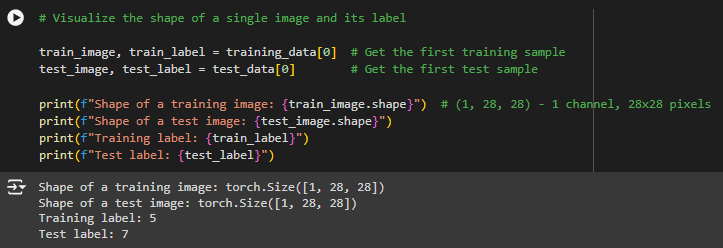 # Visualize the shape of a single image and its label
train_image, train_label = training_data[0]  # Get the first training sample
test_image, test_label = test_data[0]        # Get the first test sample
print(f"Shape of a training image: {train_image.shape}")  # (1, 28, 28) - 1 channel, 28x28 pixels
print(f"Shape of a test image: {test_image.shape}")
print(f"Training label: {train_label}")
print(f"Test label: {test_label}")
Shape of a training image: torch.Size([1, 28, 28])
Shape of a test image: torch.Size([1, 28, 28])
Training label: 5
Test label: 7